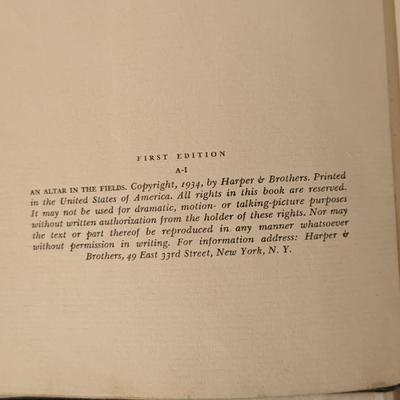 FIRST EDITION
A-I
AN ALTAR IN THE FIELDS. Copyright, 1934, by Harper & Brothers. Printed
in the United States of America. All rights in this book are reserved.
It may not be used for dramatic, motion- or talking-picture purposes
without written authorization from the holder of these rights. Nor may
the text or part thereof be reproduced in any manner whatsoever
without permission in writing. For information address: Harper &
Brothers, 49 East 33rd Street, New York, N. Y.